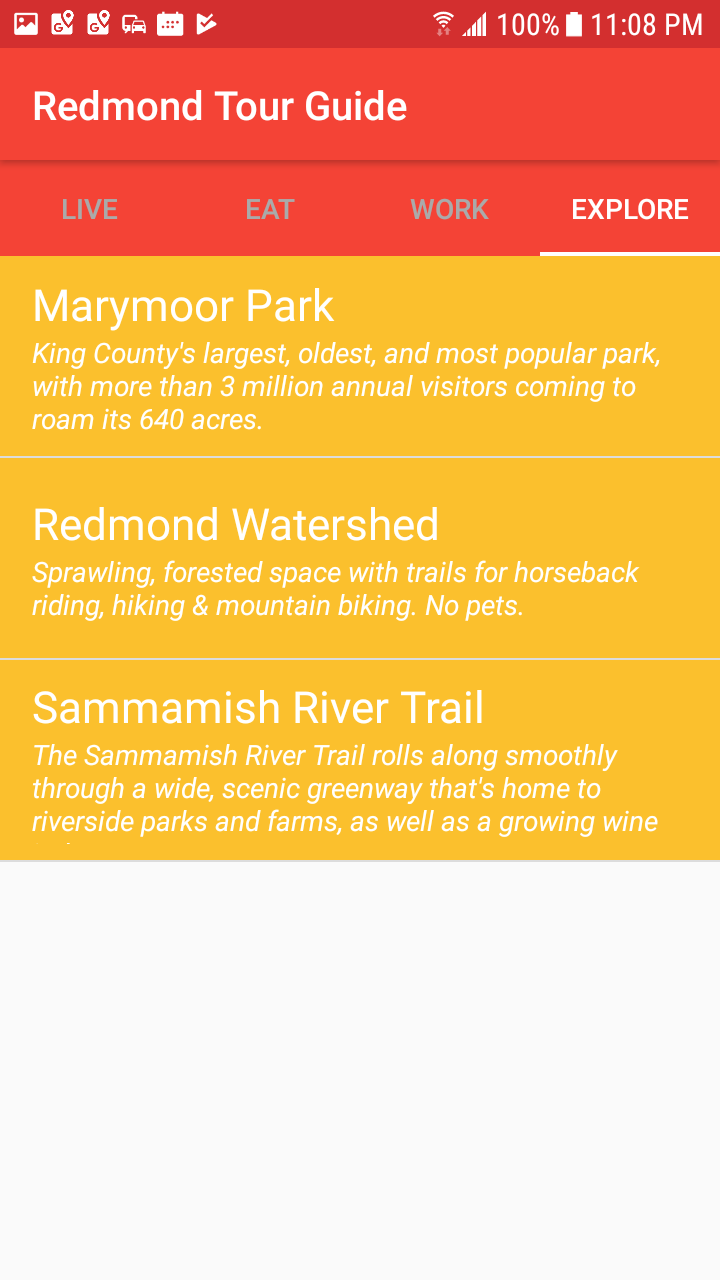 100% 11:08 PM
Redmond Tour Guide
LIVE EAT WORK EXPLORE
Marymoor Park
King County's largest, oldest, and most popular park,
with more than 3 million annual visitors coming to
roam its 640 acres.
Redmond Watershed
Sprawling, forested space with trails for horseback
riding, hiking & mountain biking. No pets.
Sammamish River Trail
The Sammamish River Trail rolls along smoothly
through a wide, scenic greenway that's home to
riverside parks and farms, as well as a growing wine